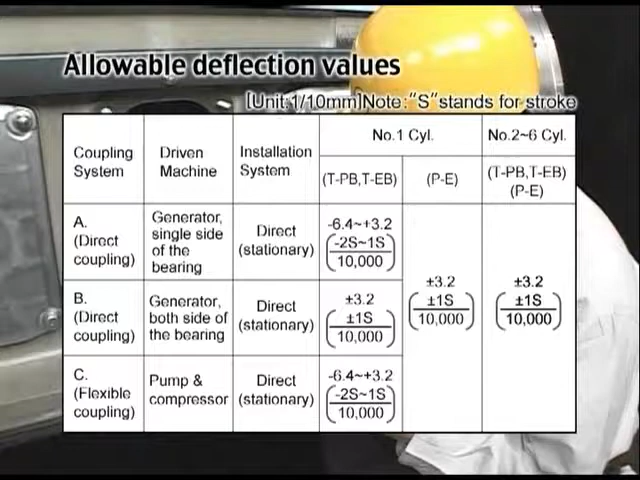 Allowable deflection values
[Unit:1/10mm]Note:"S"stands for stroke
Coupling System
Driven Machine
Installation System
No.1 Cyl.
No.2~6 Cyl.
(T-PB,T-EB)
(P-E)
(T-PB,T-EB)
(P-E)
A.
(Direct coupling)
Generator, single side of the bearing
Direct (stationary)
-6.4~+3.2
(-2S~1S
10,000)
±3.2
(±1S
10,000)
±3.2
(±1S
10,000)
B.
(Direct coupling)
Generator, both side of the bearing
Direct (stationary)
±3.2
(±1S
10,000)
C.
(Flexible coupling)
Pump & compressor
Direct (stationary)
-6.4~+3.2
(-2S~1S
10,000)